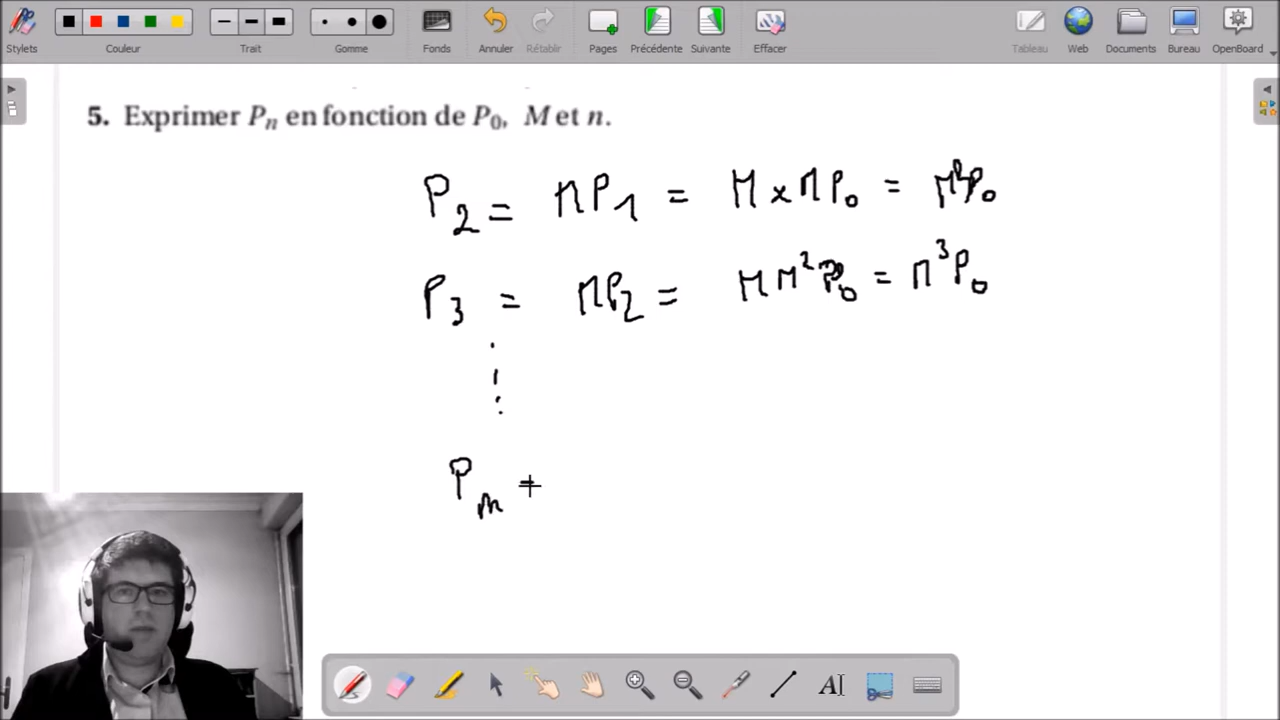 Stylets Couleur Trait Gomme Fonds Annuler Rétablir Pages Précédente Suivante Effacer Tableau Web Documents Bureau OpenBoard
5. Exprimer Pₙ en fonction de P₀, M et n.
P₂ = MP₁ = M × MP₀ = M²P₀
P₃ = MP₂ = MM²P₀ = M³P₀
Pₙ =
AI